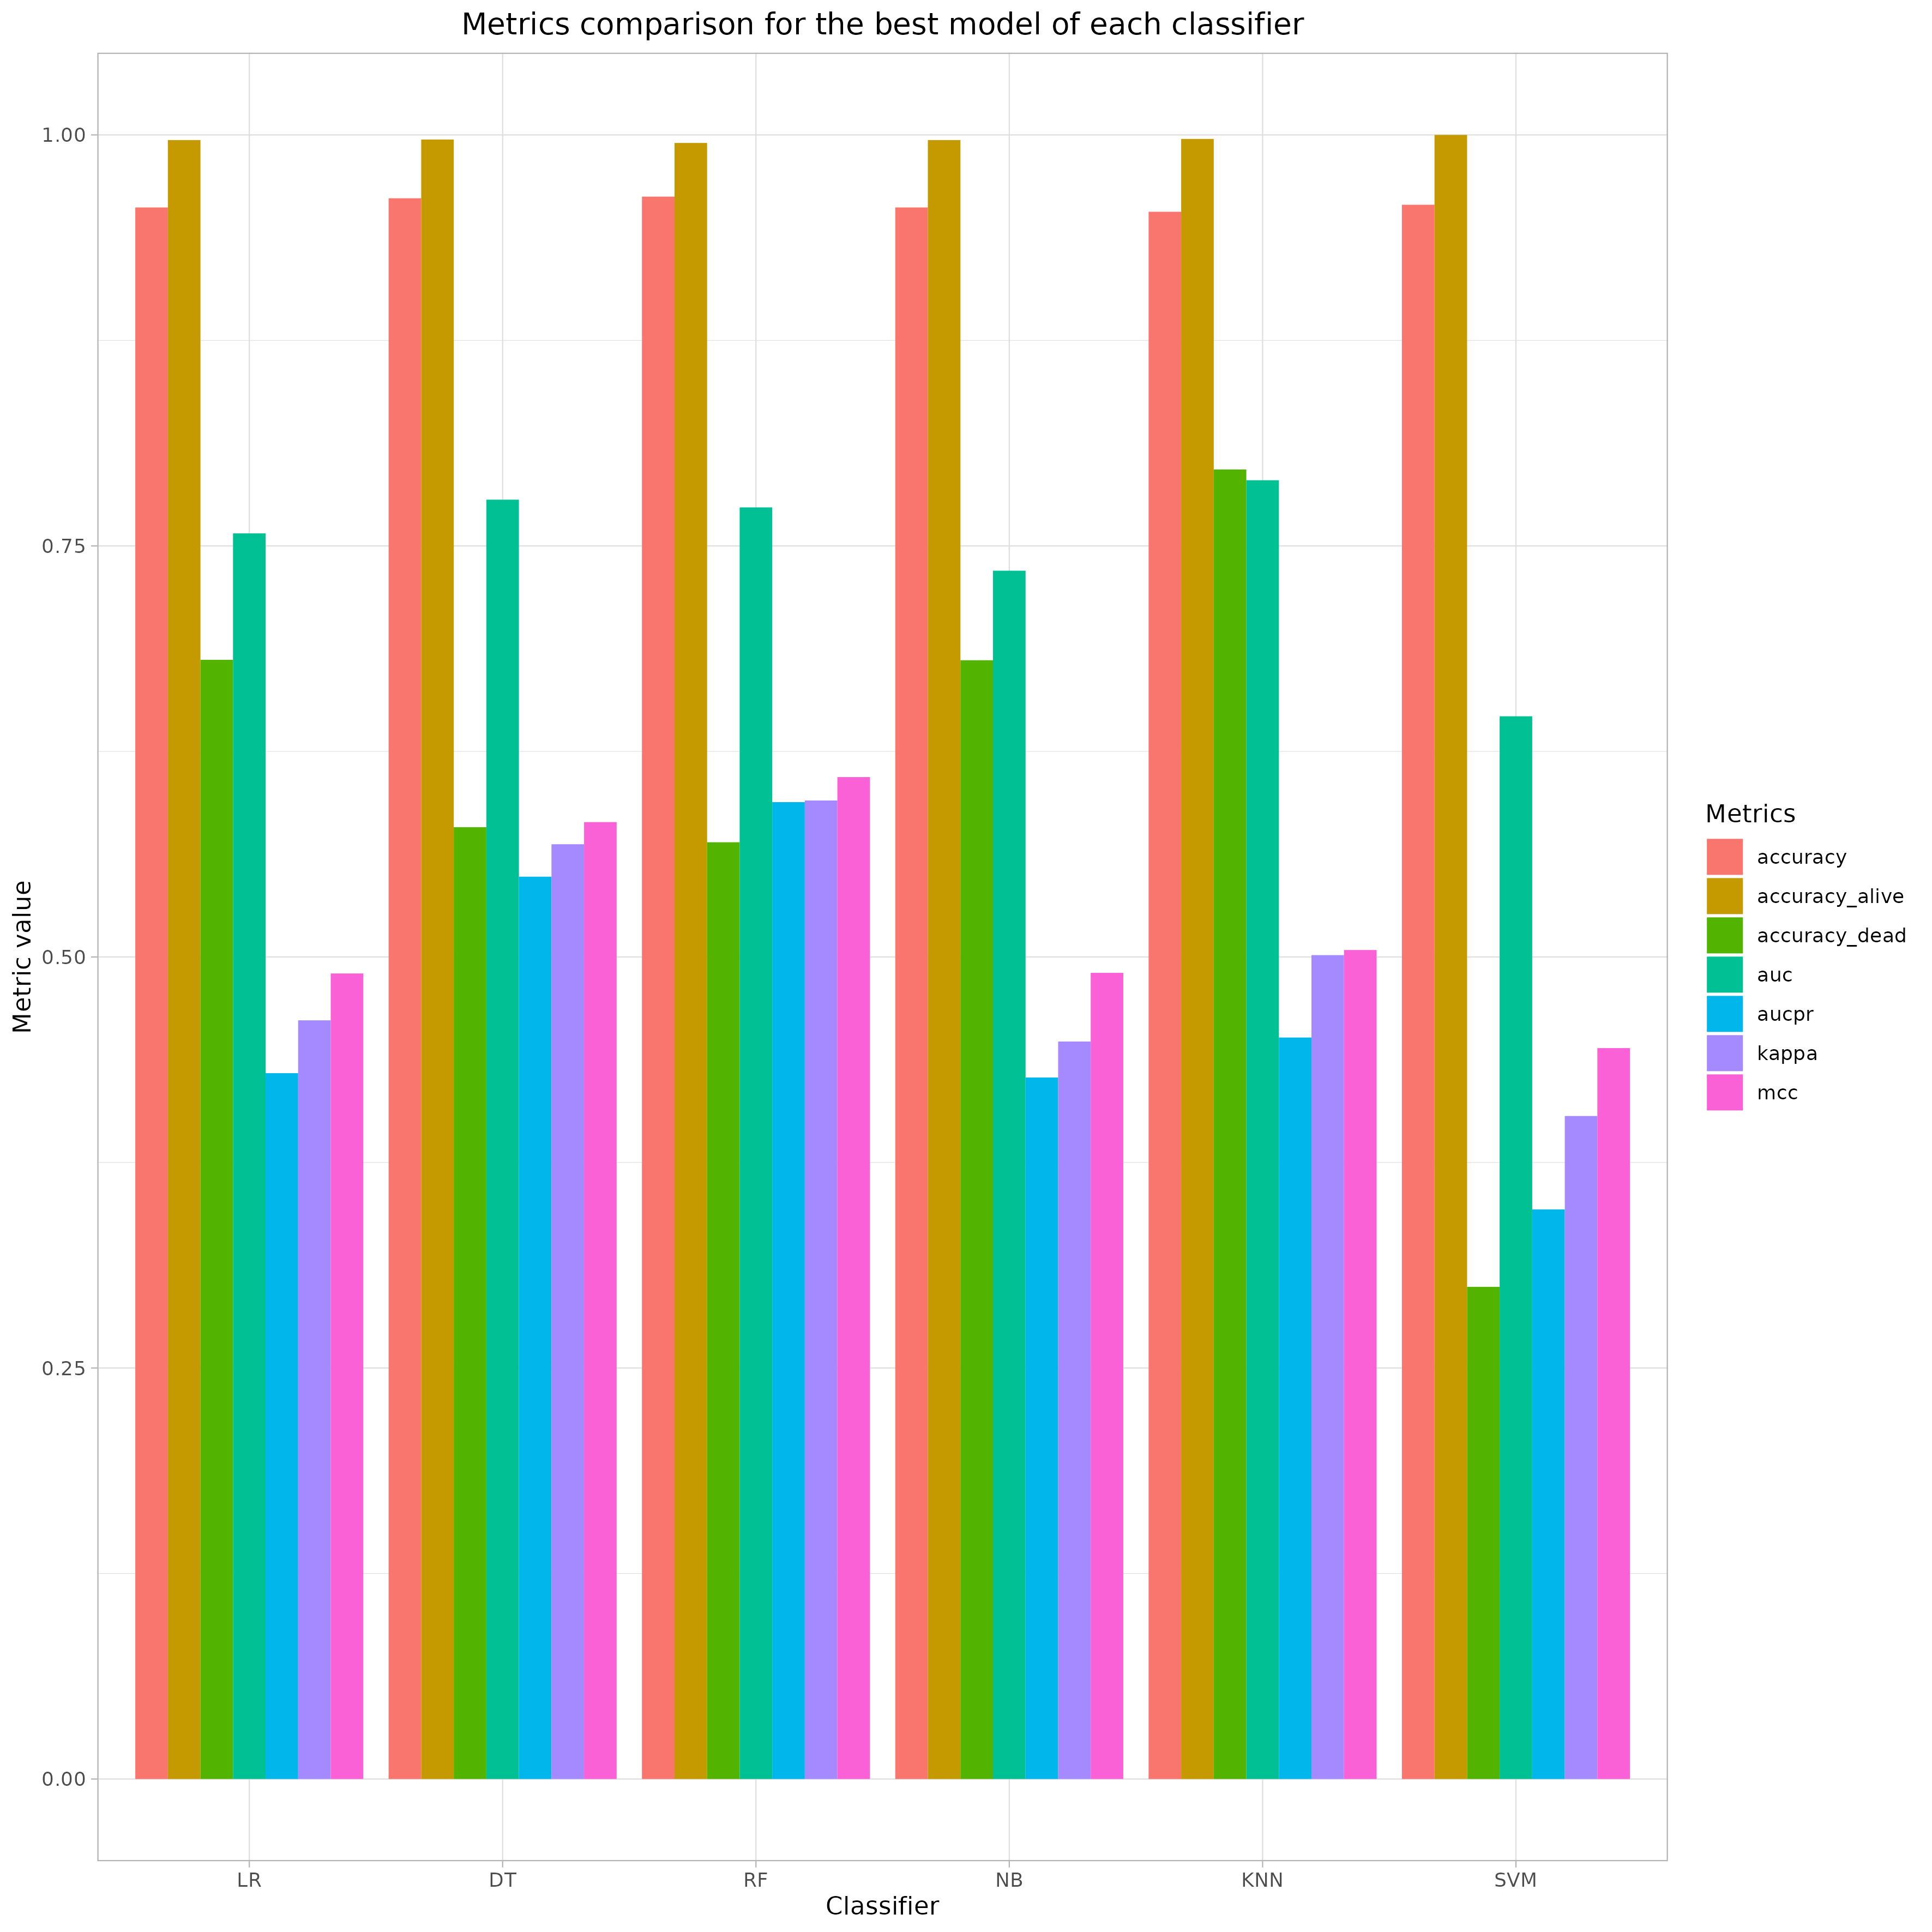 Metrics comparison for the best model of each classifier
1.00
0.75
0.50
0.25
0.00
Metric value
LR DT RF NB KNN SVM
Classifier
Metrics
accuracy
accuracy_alive
accuracy_dead
auc
aucpr
kappa
mcc